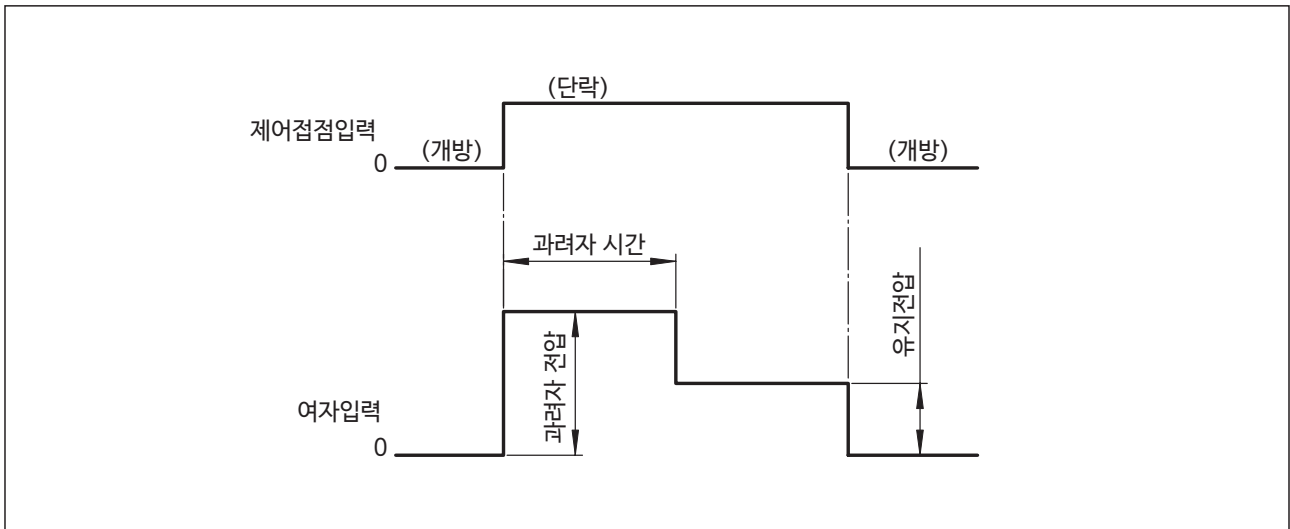 (단락)
제어접점입력
(개방)
(개방)
0
과려자 시간
유지전압
과려자 전압
여자입력
0